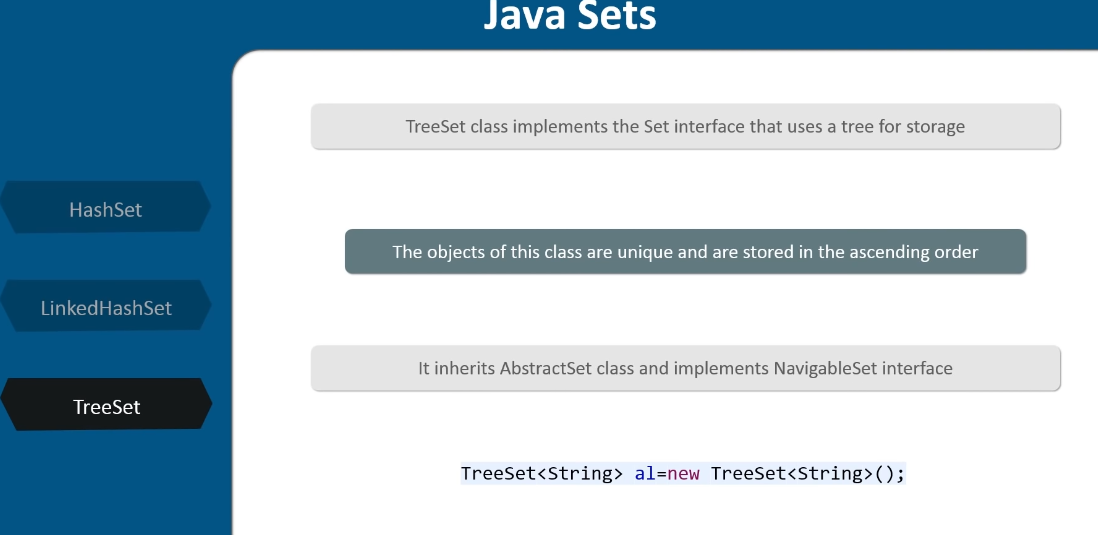 Java Sets
HashSet
LinkedHashSet
TreeSet
TreeSet class implements the Set interface that uses a tree for storage
The objects of this class are unique and are stored in the ascending order
It inherits AbstractSet class and implements NavigableSet interface
TreeSet<String> al=new TreeSet<String>();